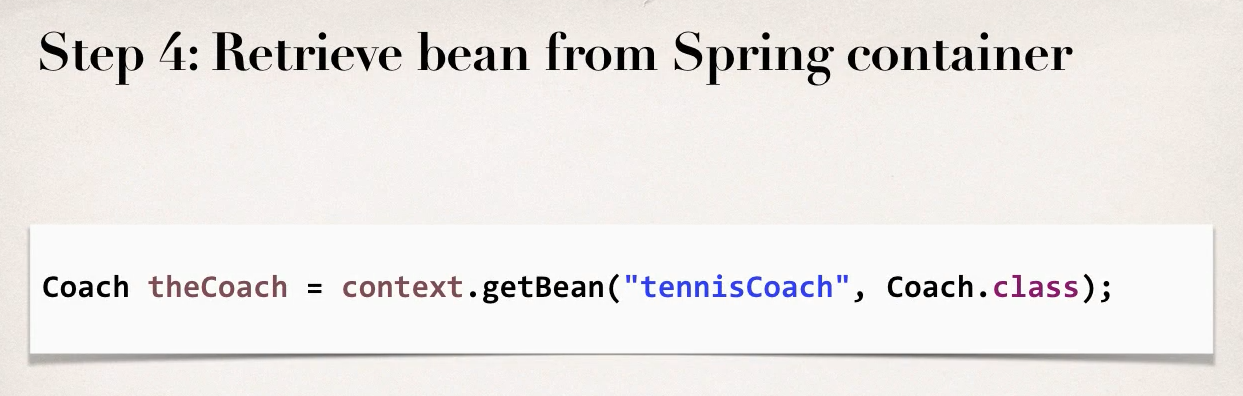 Step 4: Retrieve bean from Spring container
Coach theCoach = context.getBean("tennisCoach", Coach.class);